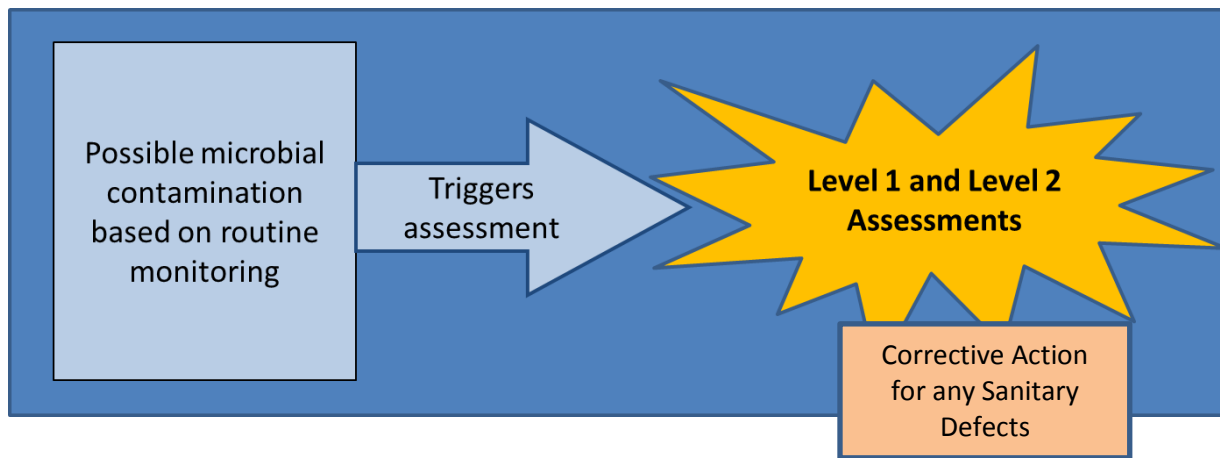 Possible microbial
contamination
based on routine
monitoring
Triggers
assessment
Level 1 and Level 2
Assessments
Corrective Action
for any Sanitary
Defects